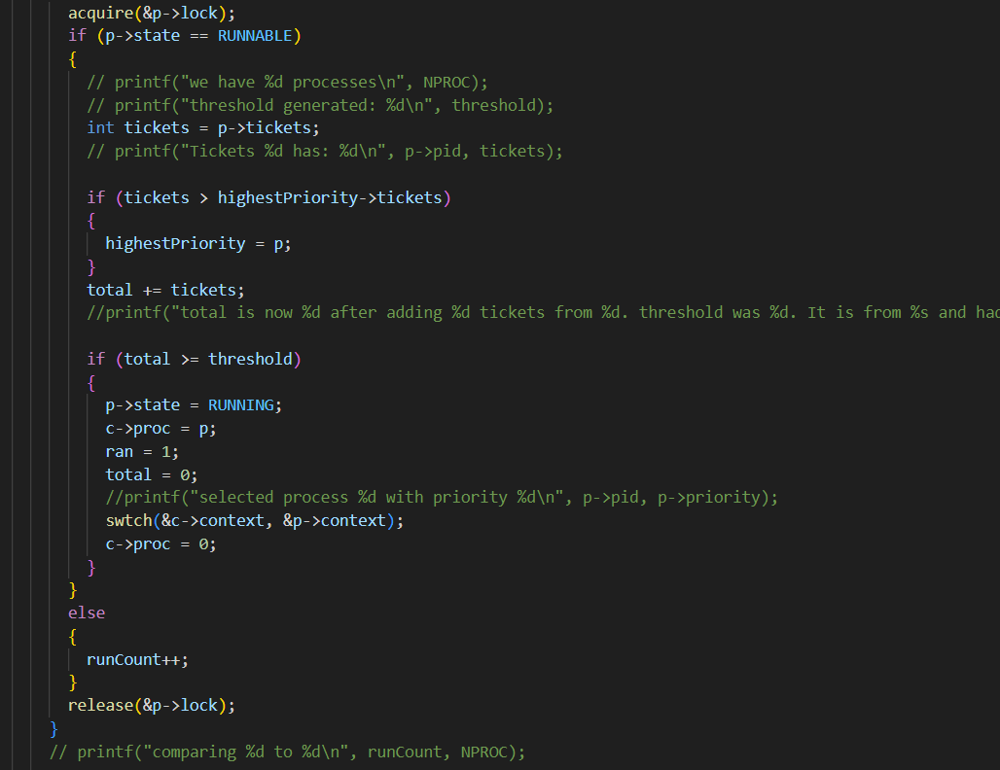 acquire(&p->lock);
if (p->state == RUNNABLE)
{
// printf("we have %d processes\n", NPROC);
// printf("threshold generated: %d\n", threshold);
int tickets = p->tickets;
// printf("Tickets %d has: %d\n", p->pid, tickets);
if (tickets > highestPriority->tickets)
{
highestPriority = p;
}
total += tickets;
//printf("total is now %d after adding %d tickets from %d. threshold was %d. It is from %s and had
if (total >= threshold)
{
p->state = RUNNING;
c->proc = p;
ran = 1;
total = 0;
//printf("selected process %d with priority %d\n", p->pid, p->priority);
swtch(&c->context, &p->context);
c->proc = 0;
}
}
else
{
runCount++;
}
release(&p->lock);
}
// printf("comparing %d to %d\n", runCount, NPROC);